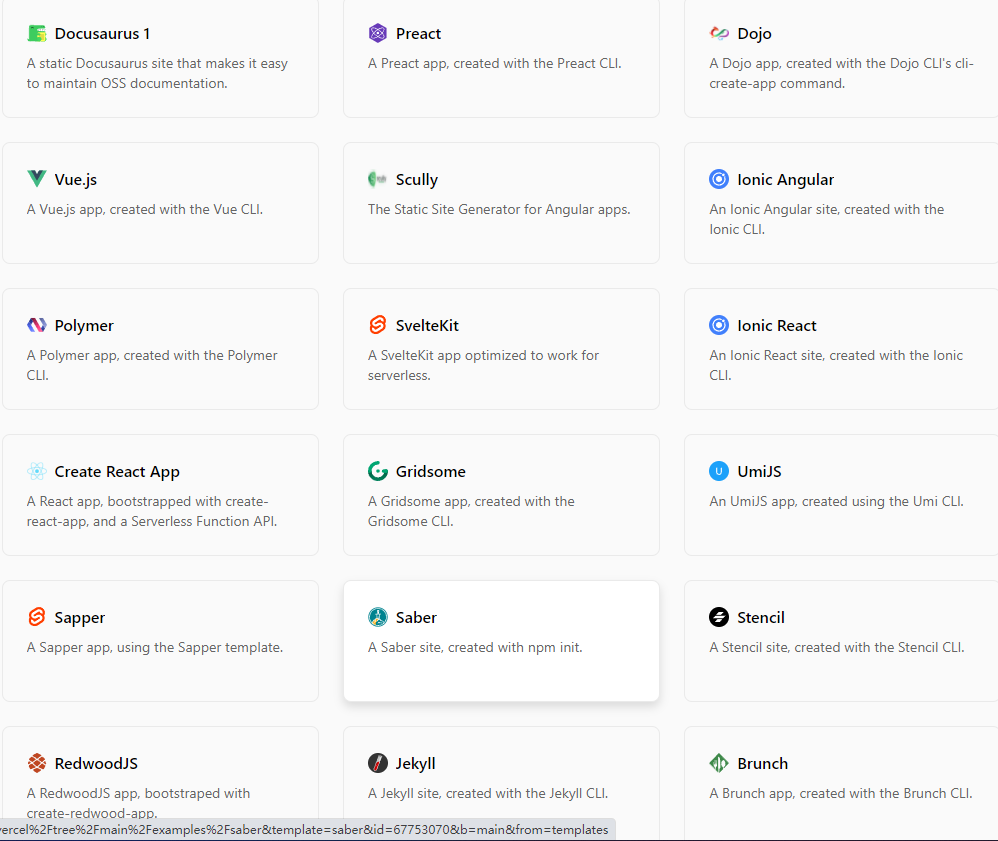 Docusaurus 1
A static Docusaurus site that makes it easy
to maintain OSS documentation.
Preact
A Preact app, created with the Preact CLI.
Dojo
A Dojo app, created with the Dojo CLI's cli-
create-app command.
Vue.js
A Vue.js app, created with the Vue CLI.
Scully
The Static Site Generator for Angular apps.
Ionic Angular
An Ionic Angular site, created with the
Ionic CLI.
Polymer
A Polymer app, created with the Polymer
CLI.
SvelteKit
A SvelteKit app optimized to work for
serverless.
Ionic React
An Ionic React site, created with the Ionic
CLI.
Create React App
A React app, bootstrapped with create-
react-app, and a Serverless Function API.
Gridsome
A Gridsome app, created with the
Gridsome CLI.
U
UmiJS
An UmiJS app, created using the Umi CLI.
Sapper
A Sapper app, using the Sapper template.
Saber
A Saber site, created with npm init.
Stencil
A Stencil site, created with the Stencil CLI.
RedwoodJS
A RedwoodJS app, bootstraped with
create-redwood-app.
Jekyll
A Jekyll site, created with the Jekyll CLI.
Brunch
A Brunch app, created with the Brunch CLI.
ercel%2Ftree%2Fmain%2Fexamples%2Fsaber&template=saber&id=67753070&b=main&from=templates